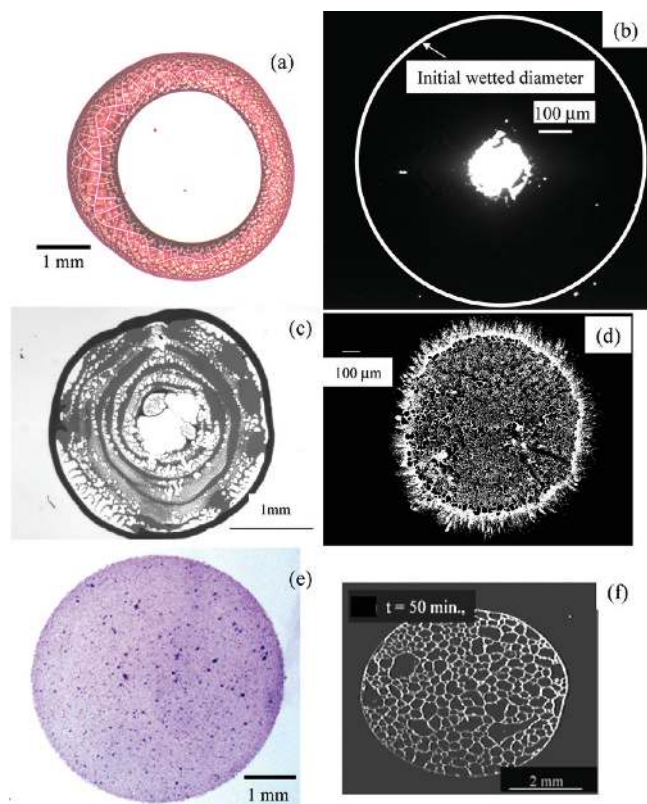 (a)
1 mm
(b)
Initial wetted diameter
100 μm
(c)
1mm
(d)
100 μm
(e)
1 mm
(f)
t = 50 min.,
2 mm